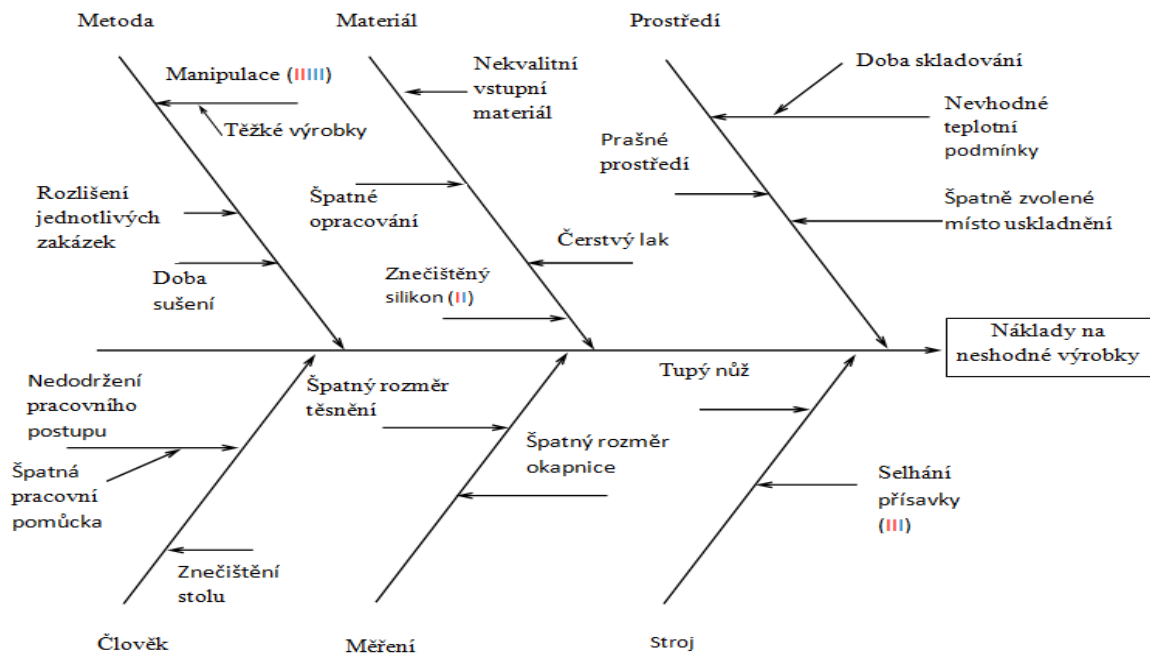 Metoda
Materiál
Prostředí
Manipulace (IIIII)
Těžké výrobky
Rozlišení
jednotlivých
zakázek
Doba
sušení
Nekvalitní
vstupní
materiál
Špatné
opracování
Čerstvý lak
Znečištěný
silikon (II)
Doba skladování
Nevhodné
teplotní
podmínky
Prašné
prostředí
Špatně zvolené
místo uskladnění
Náklady na
neshodné výrobky
Nedodržení
pracovního
postupu
Špatná
pracovní
pomůcka
Znečištění
stolu
Špatný rozměr
těsnění
Špatný rozměr
okapnice
Tupý nůž
Selhání
přísavky
(III)
Člověk
Měření
Stroj